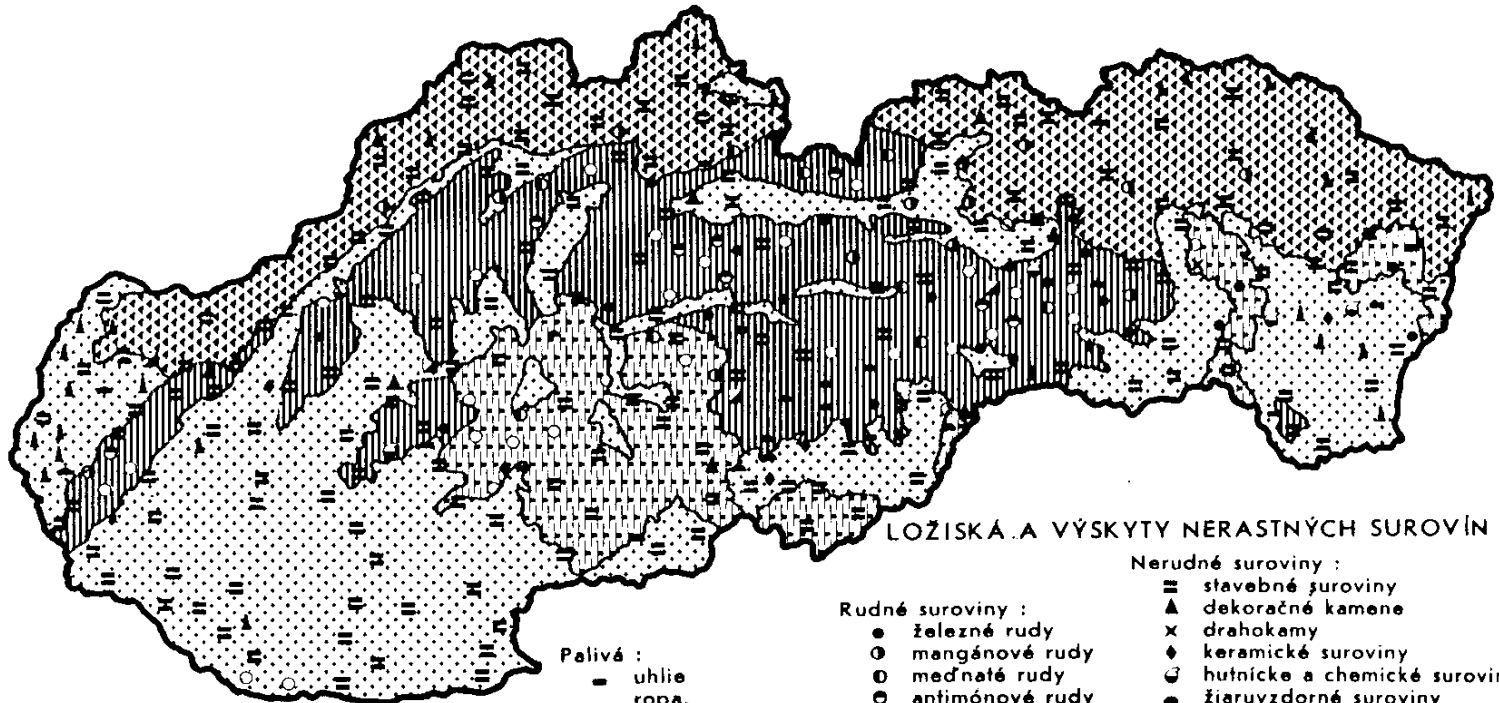 LOŽISKÁ A VÝSKYTY NERASTNÝCH SUROVÍN
Palivá :
uhlie
ropa,
Rudné suroviny :
železné rudy
mangánové rudy
meďnaté rudy
antimónové rudy
Nerudné suroviny :
stavebné suroviny
dekoračné kamene
drahokamy
keramické suroviny
hutnícke a chemické surovin
žiaruvzdorné suroviny